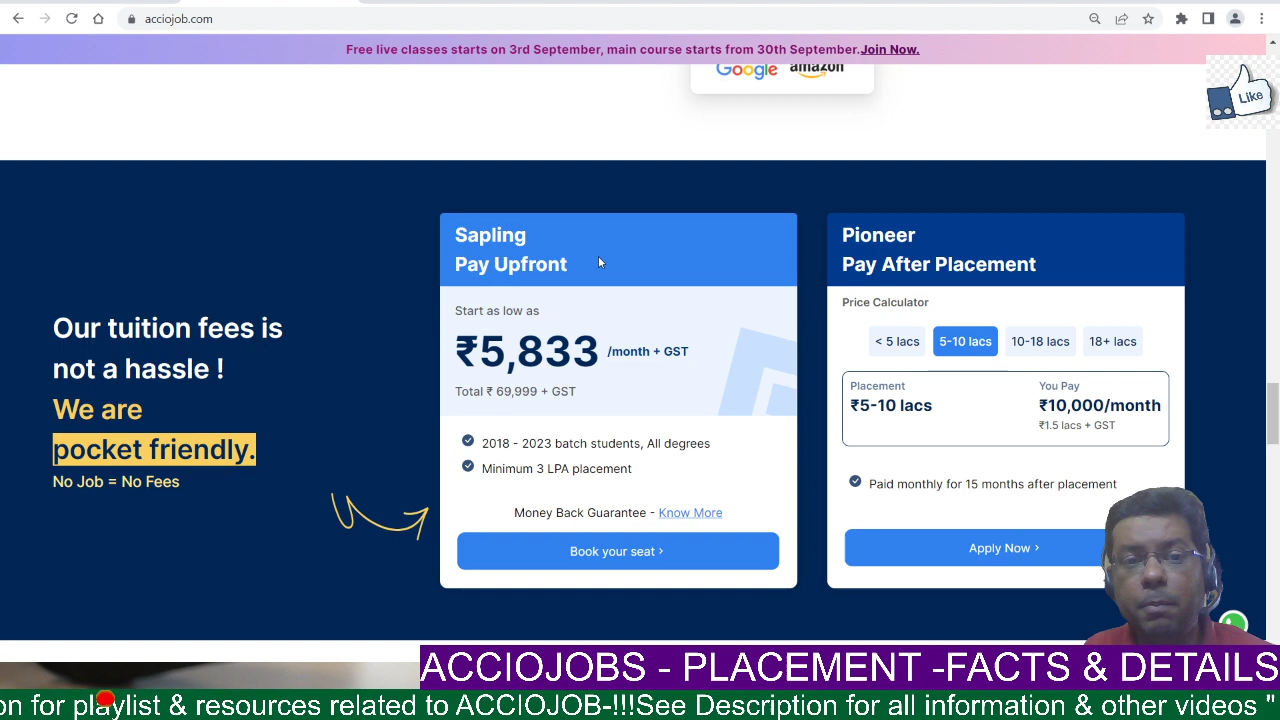 acciojob.com
Free live classes starts on 3rd September, main course starts from 30th September.Join Now.
Google amazon
Like
Our tuition fees is
not a hassle !
We are
pocket friendly.
No Job = No Fees
Sapling
Pay Upfront
Start as low as
₹5,833 /month + GST
Total ₹ 69,999 + GST
2018 - 2023 batch students, All degrees
Minimum 3 LPA placement
Money Back Guarantee - Know More
Book your seat ›
Pioneer
Pay After Placement
Price Calculator
< 5 lacs 5-10 lacs 10-18 lacs 18+ lacs
Placement You Pay
₹5-10 lacs ₹10,000/month
₹1.5 lacs + GST
Paid monthly for 15 months after placement
Apply Now ›
ACCIOJOBS - PLACEMENT -FACTS & DETAILS
on for playlist & resources related to ACCIOJOB-!!!See Description for all information & other videos "